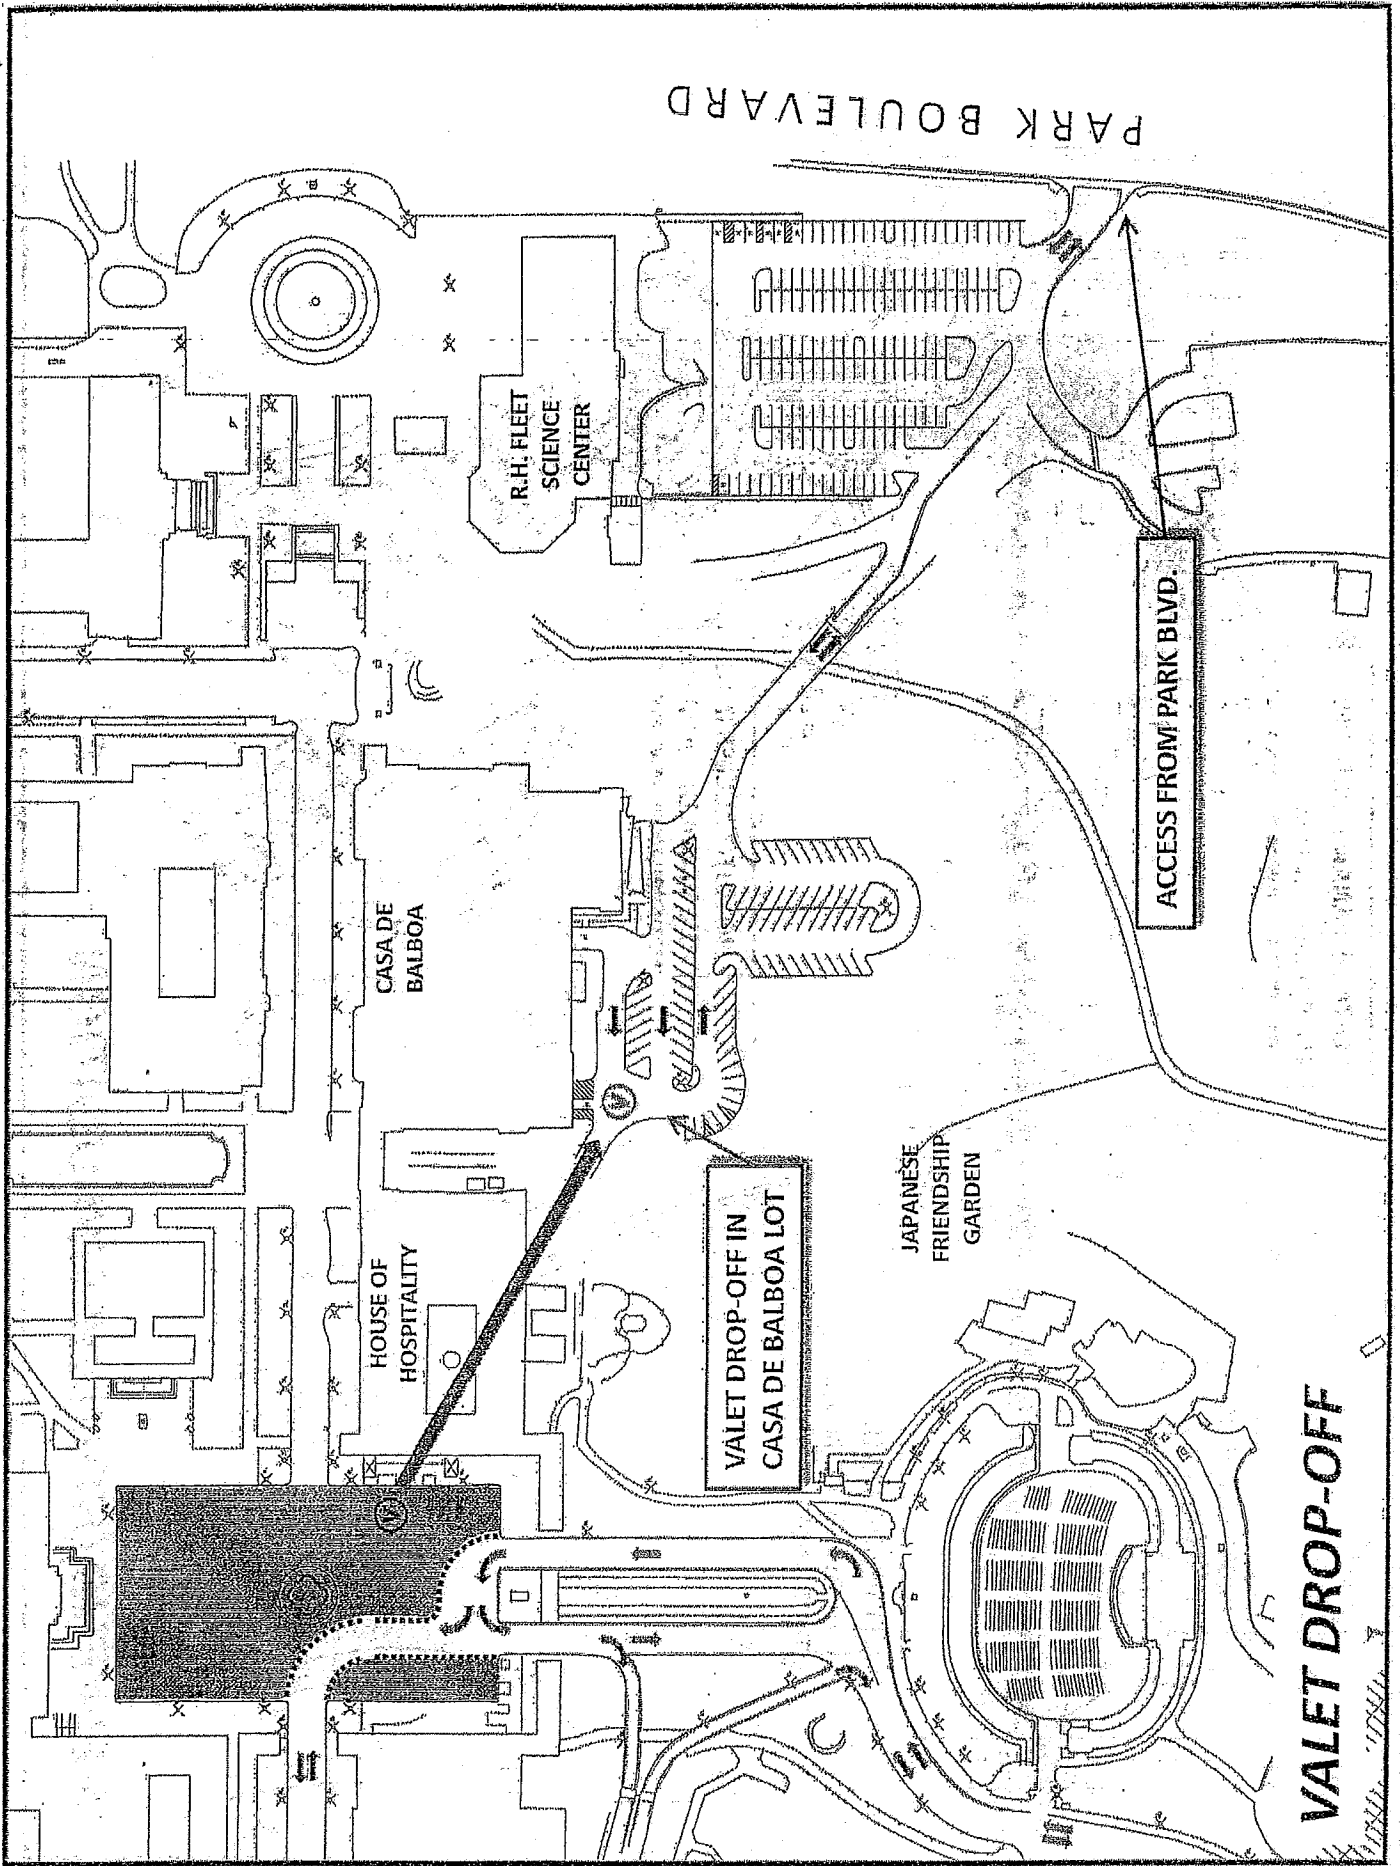 PARK BOULEVARD
R.H. FLEET
SCIENCE
CENTER
CASA DE
BALBOA
HOUSE OF
HOSPITALITY
V
V
VALET DROP-OFF IN
CASA DE BALBOA LOT
ACCESS FROM PARK BLVD.
JAPANESE
FRIENDSHIP
GARDEN
VALET DROP-OFF